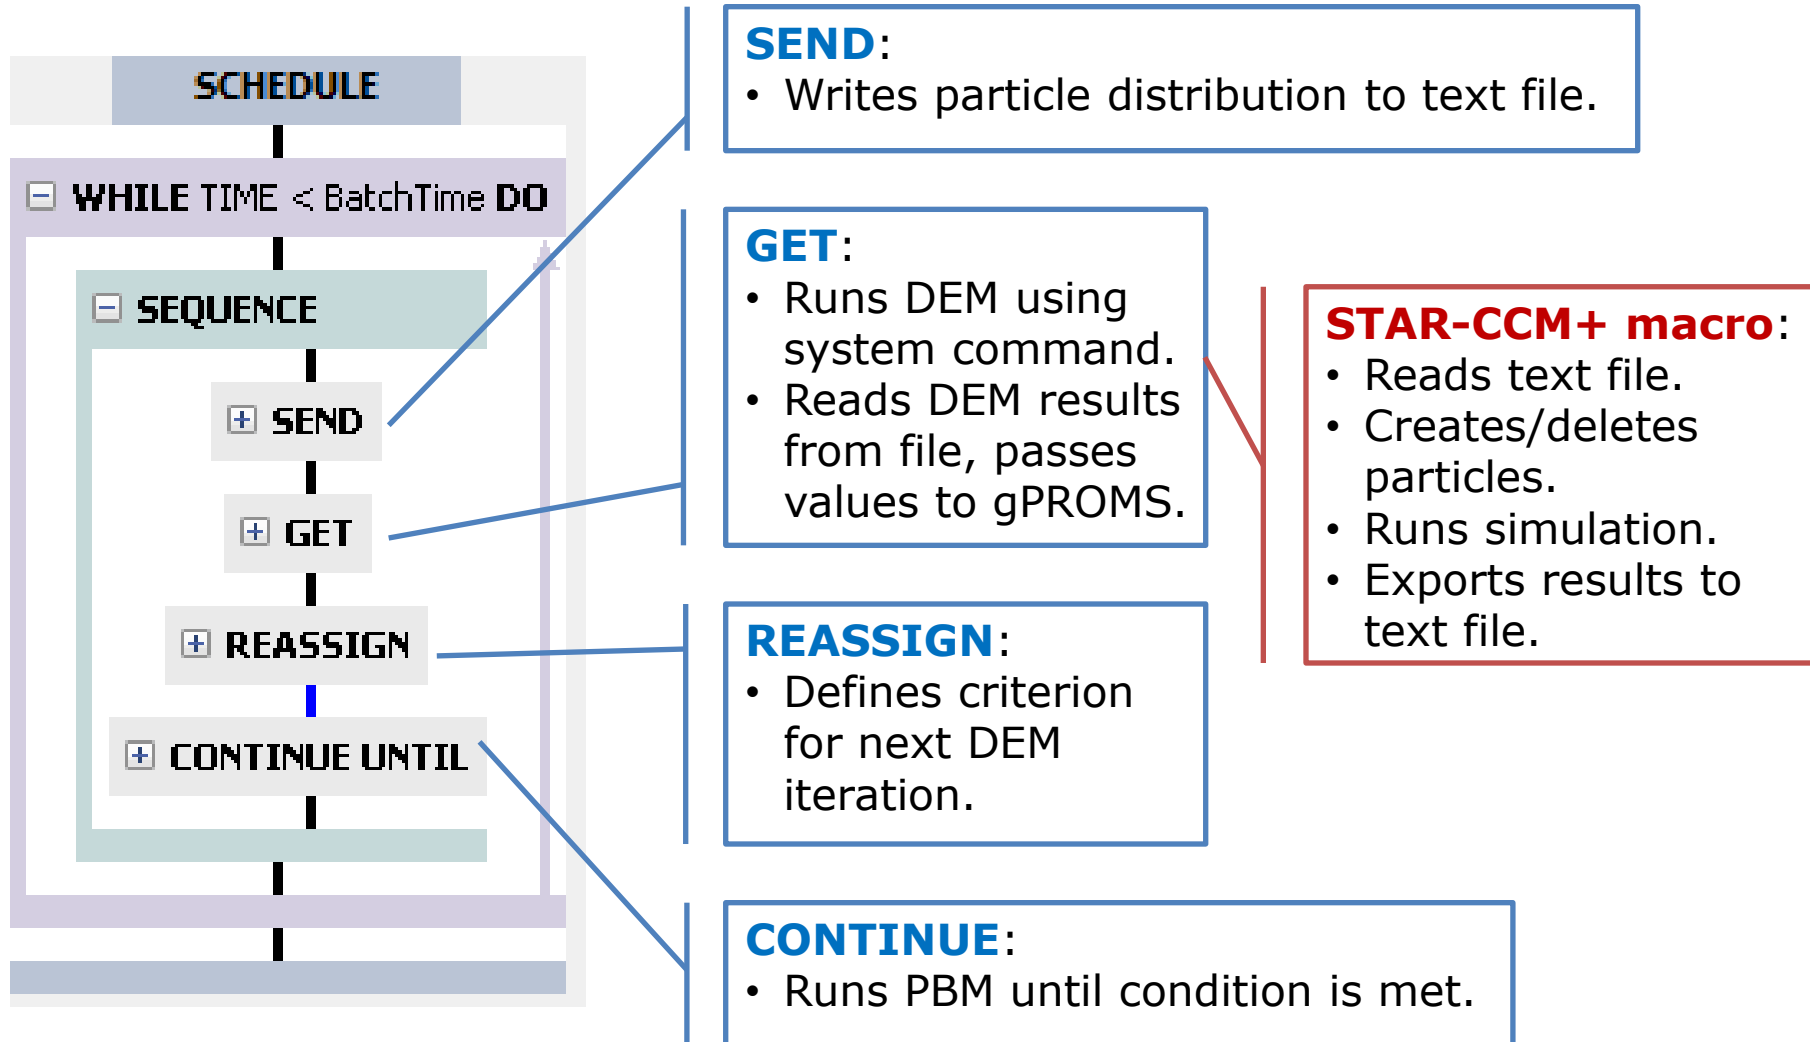 SCHEDULE
WHILE TIME < BatchTime DO
SEQUENCE
SEND
GET
REASSIGN
CONTINUE UNTIL
SEND:
• Writes particle distribution to text file.
GET:
• Runs DEM using
system command.
• Reads DEM results
from file, passes
values to gPROMS.
STAR-CCM+ macro:
• Reads text file.
• Creates/deletes
particles.
• Runs simulation.
• Exports results to
text file.
REASSIGN:
• Defines criterion
for next DEM
iteration.
CONTINUE:
• Runs PBM until condition is met.